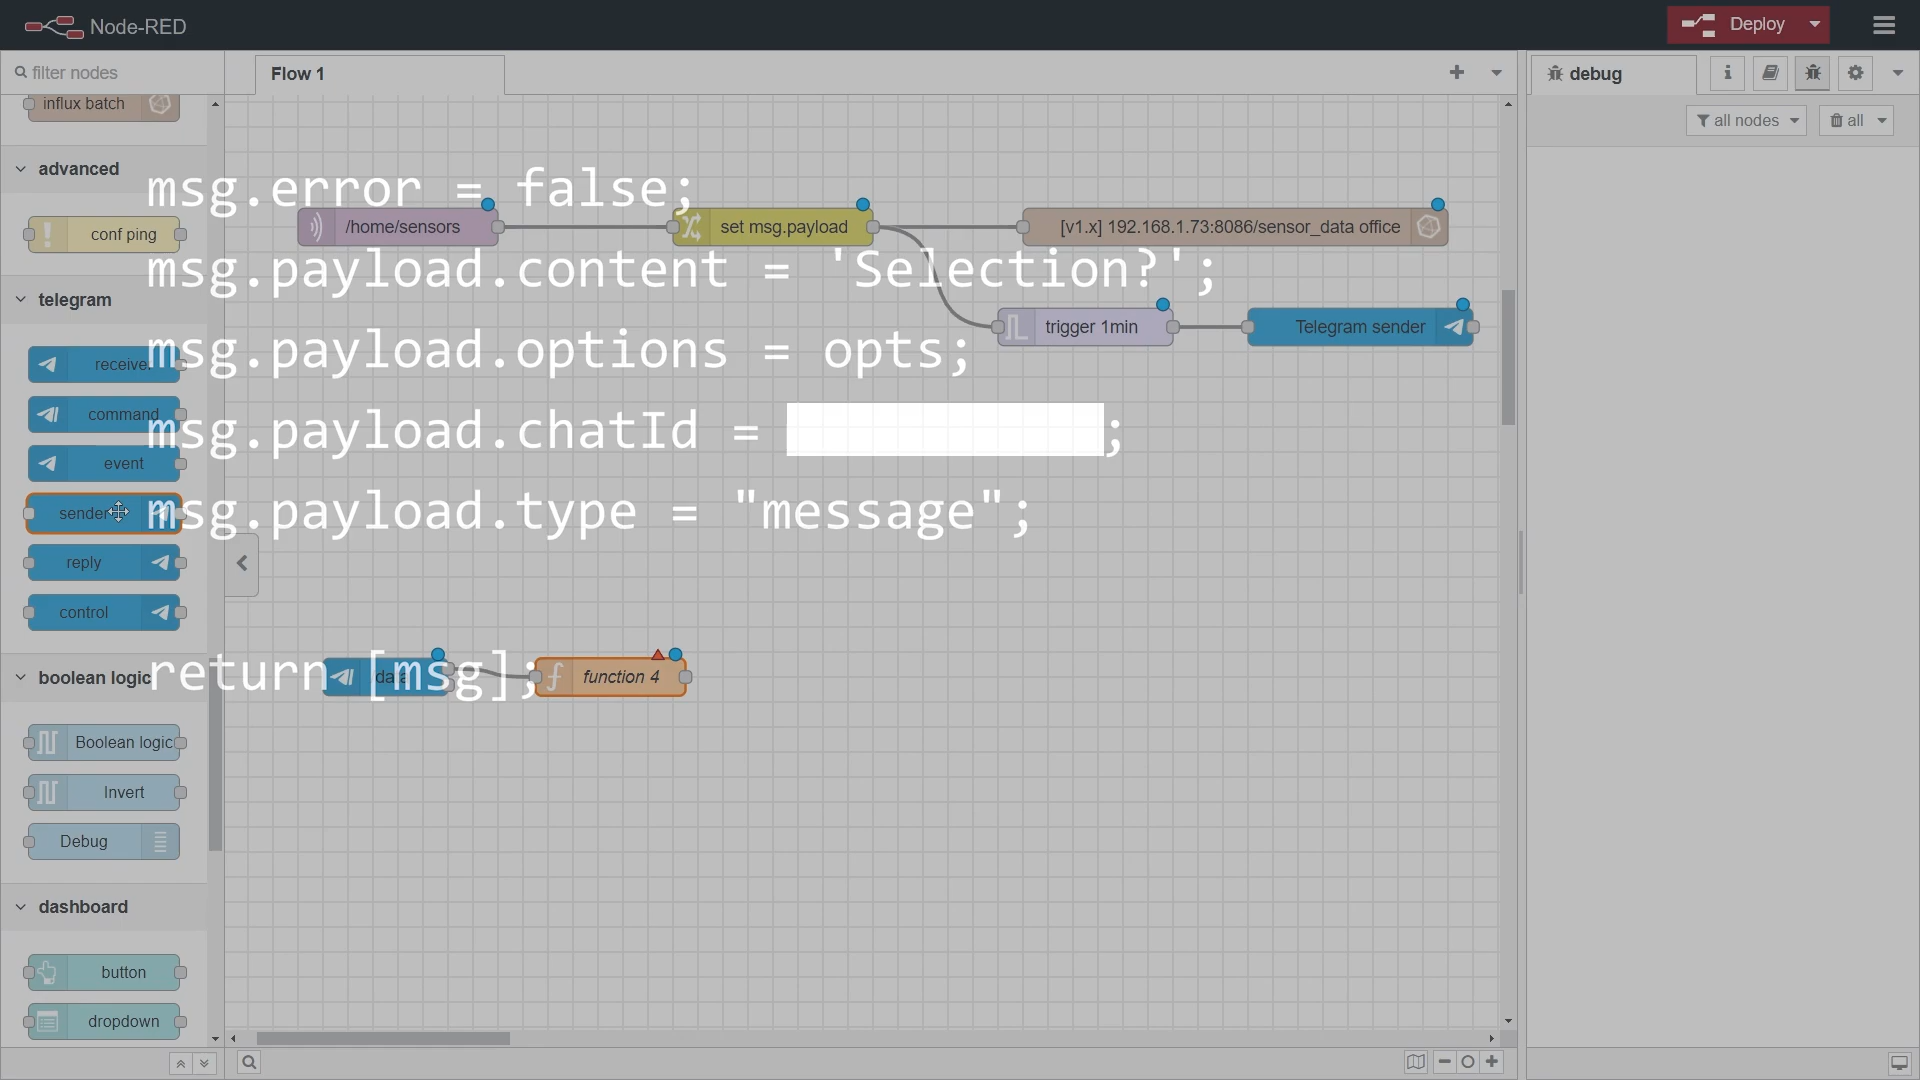 Node-RED
Deploy
filter nodes
Flow 1
debug
i
influx batch
all nodes
all
advanced
msg.error = false;
conf ping
/home/sensors
set msg.payload
[v1.x] 192.168.1.73:8086/sensor_data office
msg.payload.content = 'Selection?';
telegram
trigger 1min
Telegram sender
msg.payload.options = opts;
receive
command
msg.payload.chatId = ;
event
sender
msg.payload.type = "message";
reply
control
boolean logic
return [msg];
data
function 4
Boolean logic
Invert
Debug
dashboard
button
dropdown